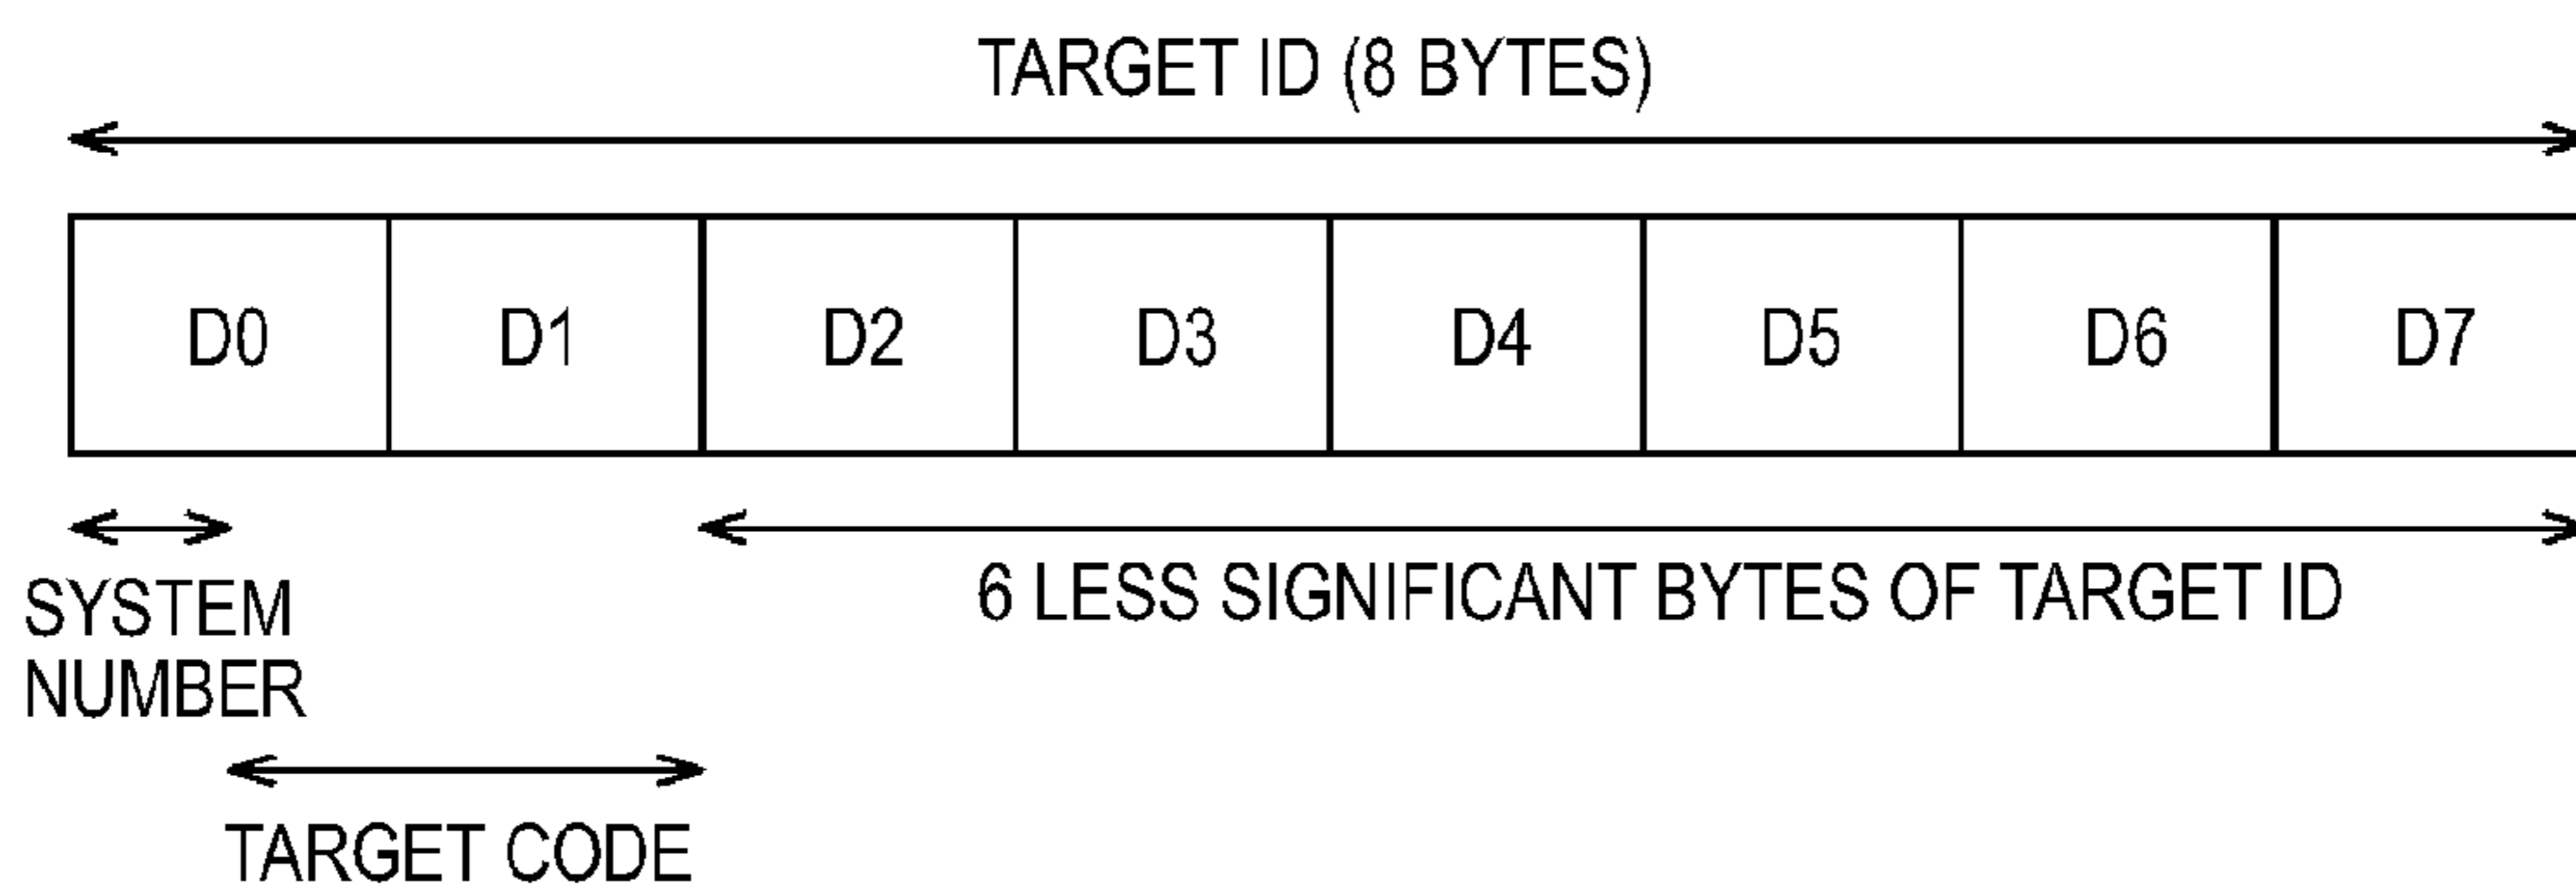 TARGET ID (8 BYTES)
D0 D1 D2 D3 D4 D5 D6 D7
6 LESS SIGNIFICANT BYTES OF TARGET ID
SYSTEM
NUMBER
TARGET CODE